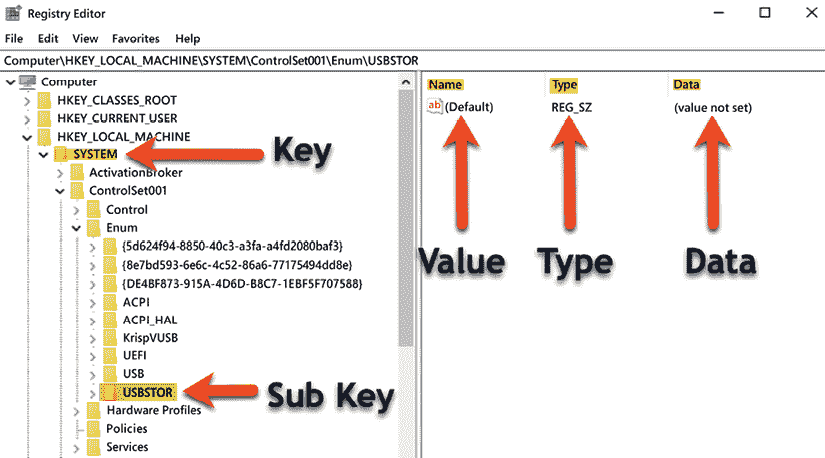 Registry Editor
File Edit View Favorites Help
Computer\HKEY_LOCAL_MACHINE\SYSTEM\ControlSet001\Enum\USBSTOR
Computer
HKEY_CLASSES_ROOT
HKEY_CURRENT_USER
HKEY_LOCAL_MACHINE
SYSTEM
Key
ActivationBroker
ControlSet001
Control
Enum
{5d624f94-8850-40c3-a3fa-a4fd2080baf3}
{8e7bd593-6e6c-4c52-86a6-77175494dd8e}
{DE4BF873-915A-4D6D-B8C7-1EBF5F707588}
ACPI
ACPI_HAL
KrispVUSB
UEFI
USB
USBSTOR
Sub Key
Hardware Profiles
Policies
Services
Name Type Data
ab (Default) REG_SZ (value not set)
Value Type Data